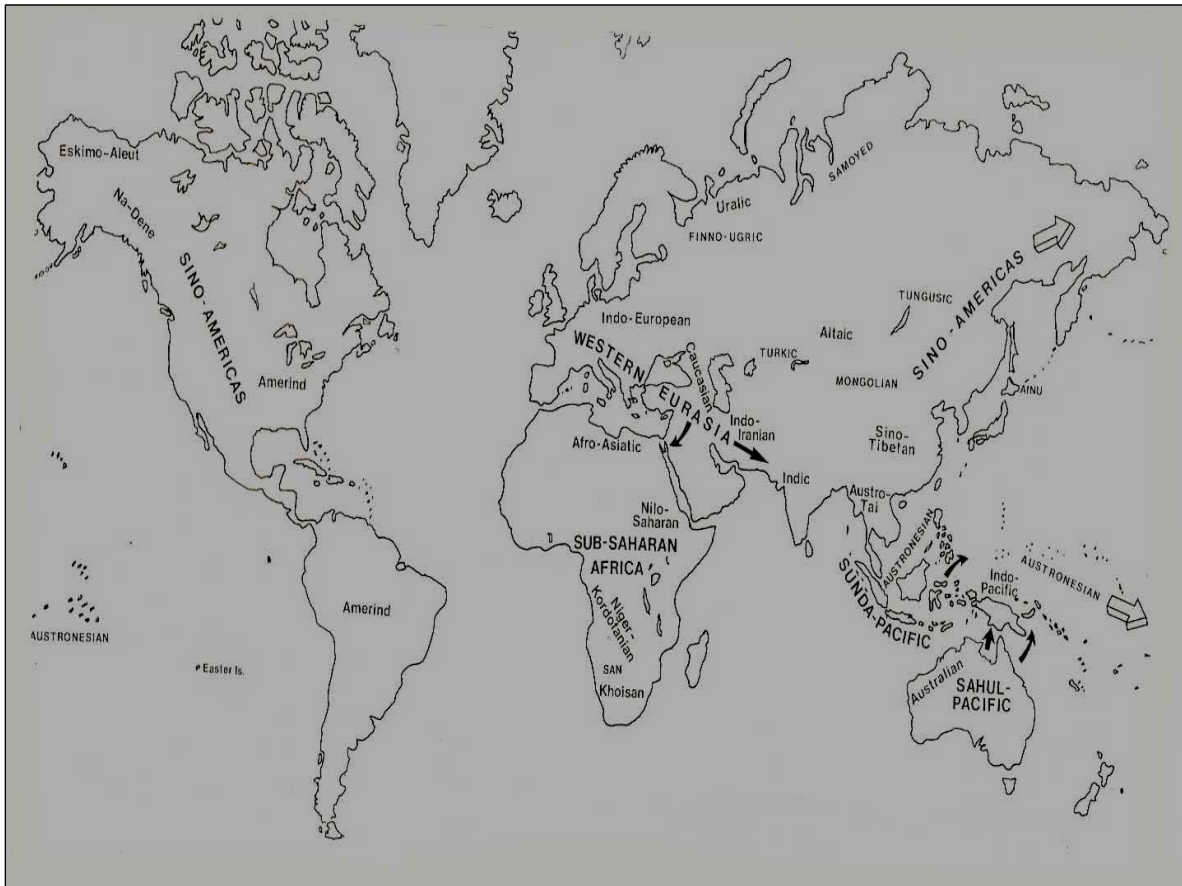 Eskimo-Aleut
Na-Dene
SINO-AMERICAS
Amerind
Amerind
AUSTRONESIAN
Easter Is.
SAMOYED
Uralic
FINNO-UGRIC
Indo-European
WESTERN
EURASIA
Caucasian
TURKIC
Altaic
TUNGUSIC
MONGOLIAN
SINO-AMERICAS
AINU
Indo-
Iranian
Sino-
Tibetan
Afro-Asiatic
Indic
Austro-
Tai
Nilo-
Saharan
SUB-SAHARAN
AFRICA
Niger-
Kordofanian
SAN
Khoisan
AUSTRONESIAN
SUNDA-PACIFIC
Indo-
Pacific
AUSTRONESIAN
Australian
SAHUL-
PACIFIC